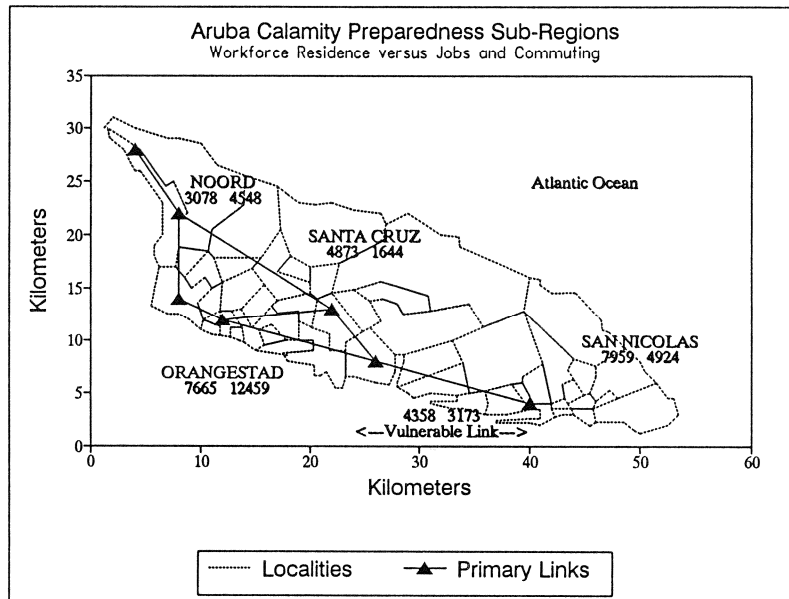 Aruba Calamity Preparedness Sub-Regions
Workforce Residence versus Jobs and Commuting
35
30
25
20
15
10
5
0
Kilometers
Atlantic Ocean
NOORD
3078 4548
SANTA CRUZ
4873 1644
SAN NICOLAS
7959 4924
ORANGESTAD
7665 12459
4358 3173
<---Vulnerable Link--->
0 10 20 30 40 50 60
Kilometers
Localities Primary Links